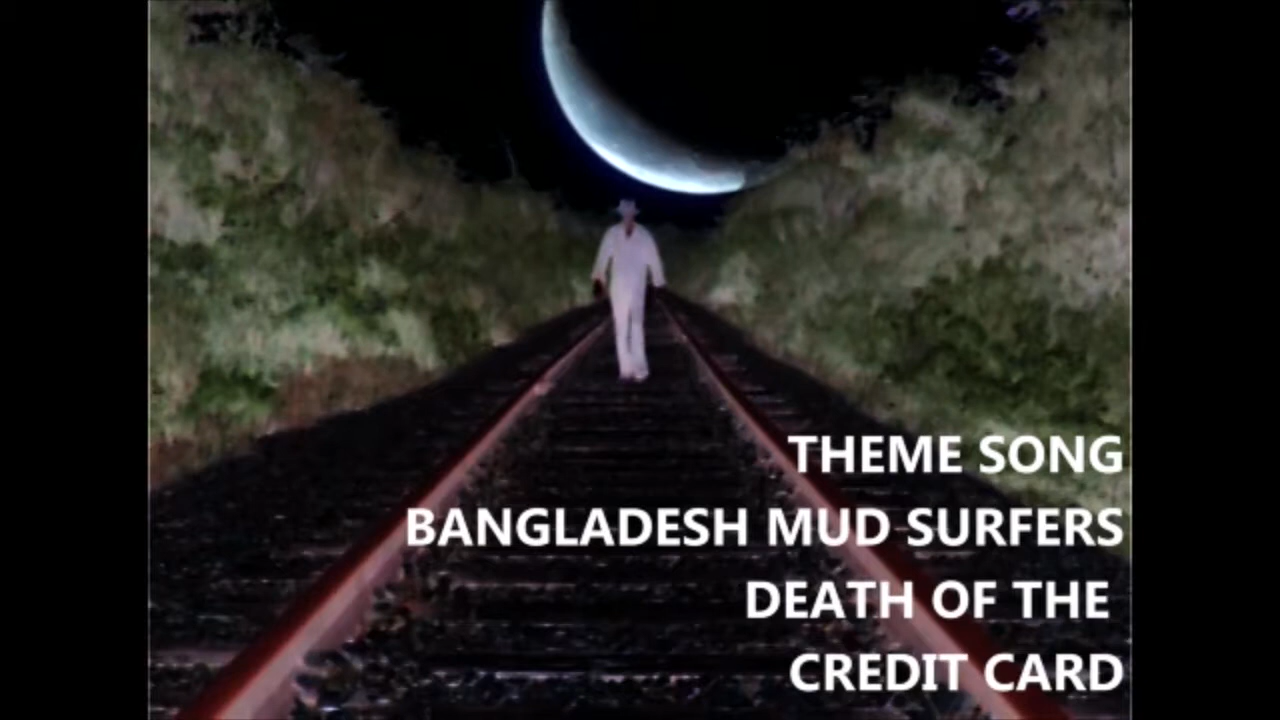 THEME SONG
BANGLADESH MUD SURFERS
DEATH OF THE
CREDIT CARD